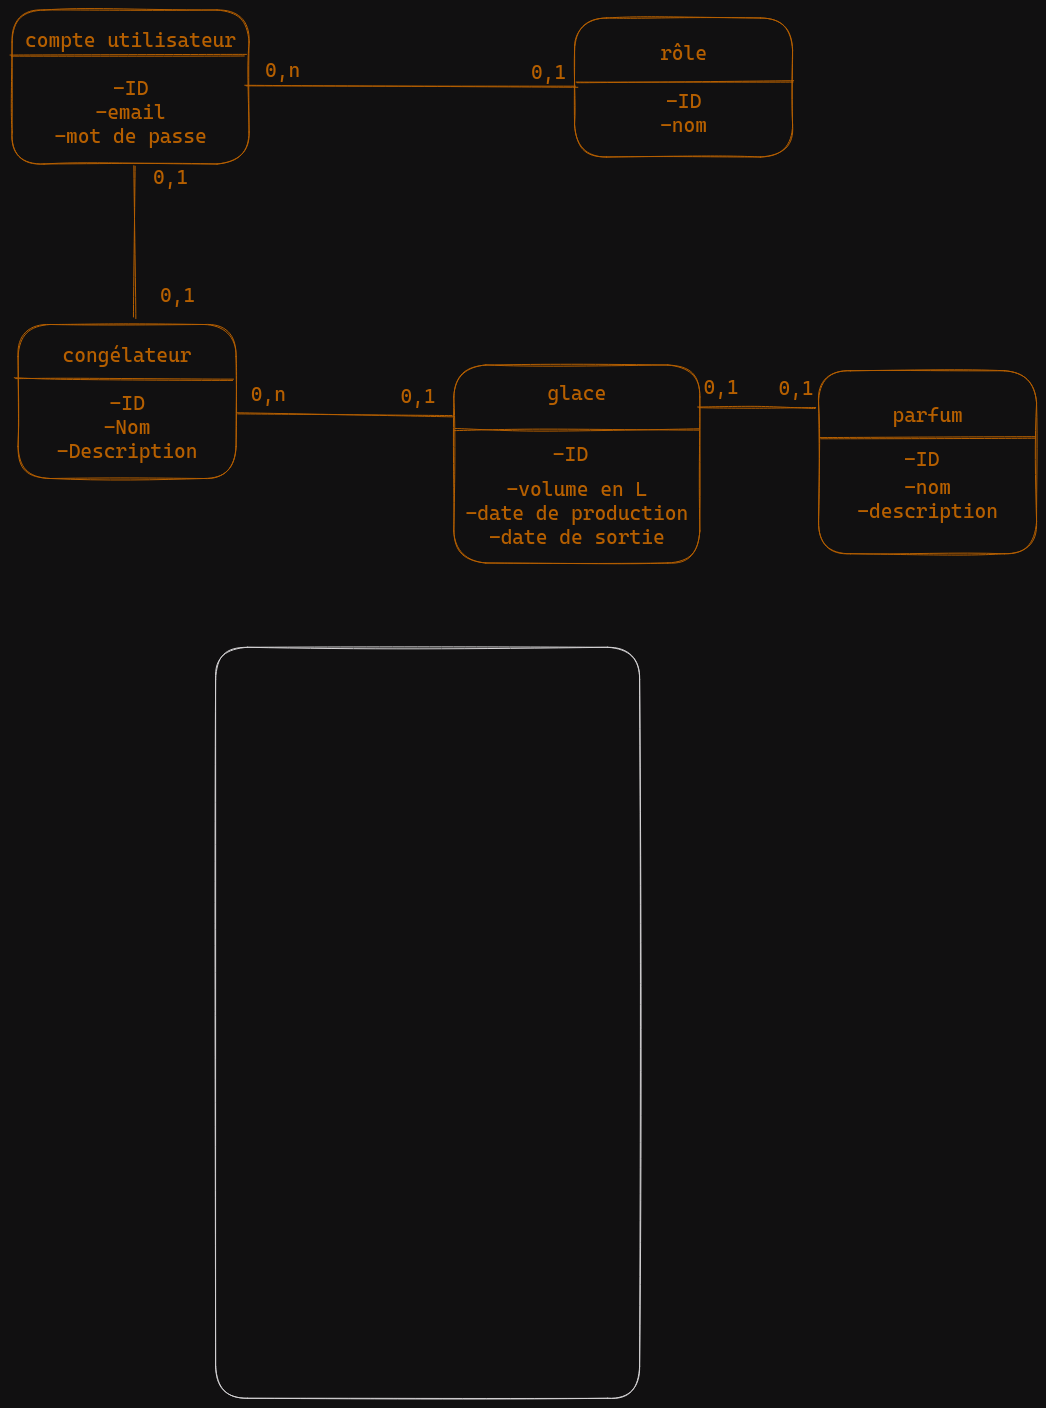 compte utilisateur
-ID
-email
-mot de passe
0,n
0,1
rôle
-ID
-nom
0,1
0,1
congélateur
-ID
-Nom
-Description
0,n
0,1
glace
-ID
-volume en L
-date de production
-date de sortie
0,1
0,1
parfum
-ID
-nom
-description